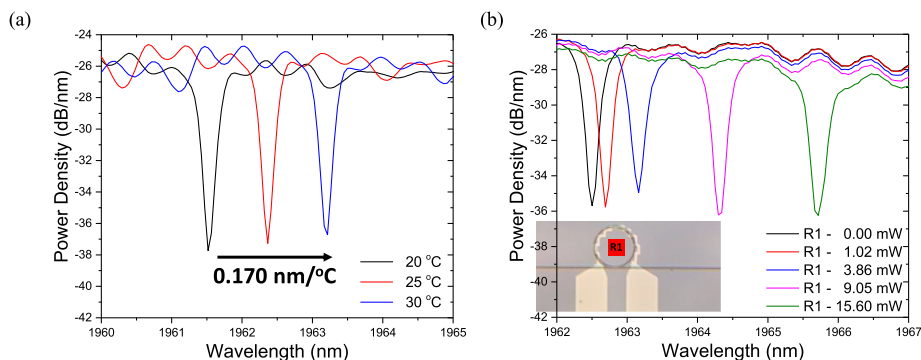 (a)
Power Density (dB/nm)
-24
-26
-28
-30
-32
-34
-36
-38
-40
-42
0.170 nm/°C
20 °C
25 °C
30 °C
1960 1961 1962 1963 1964 1965
Wavelength (nm)
(b)
Power Density (dB/nm)
-26
-28
-30
-32
-34
-36
-38
-40
-42
R1
R1 - 0.00 mW
R1 - 1.02 mW
R1 - 3.86 mW
R1 - 9.05 mW
R1 - 15.60 mW
1962 1963 1964 1965 1966 1967
Wavelength (nm)